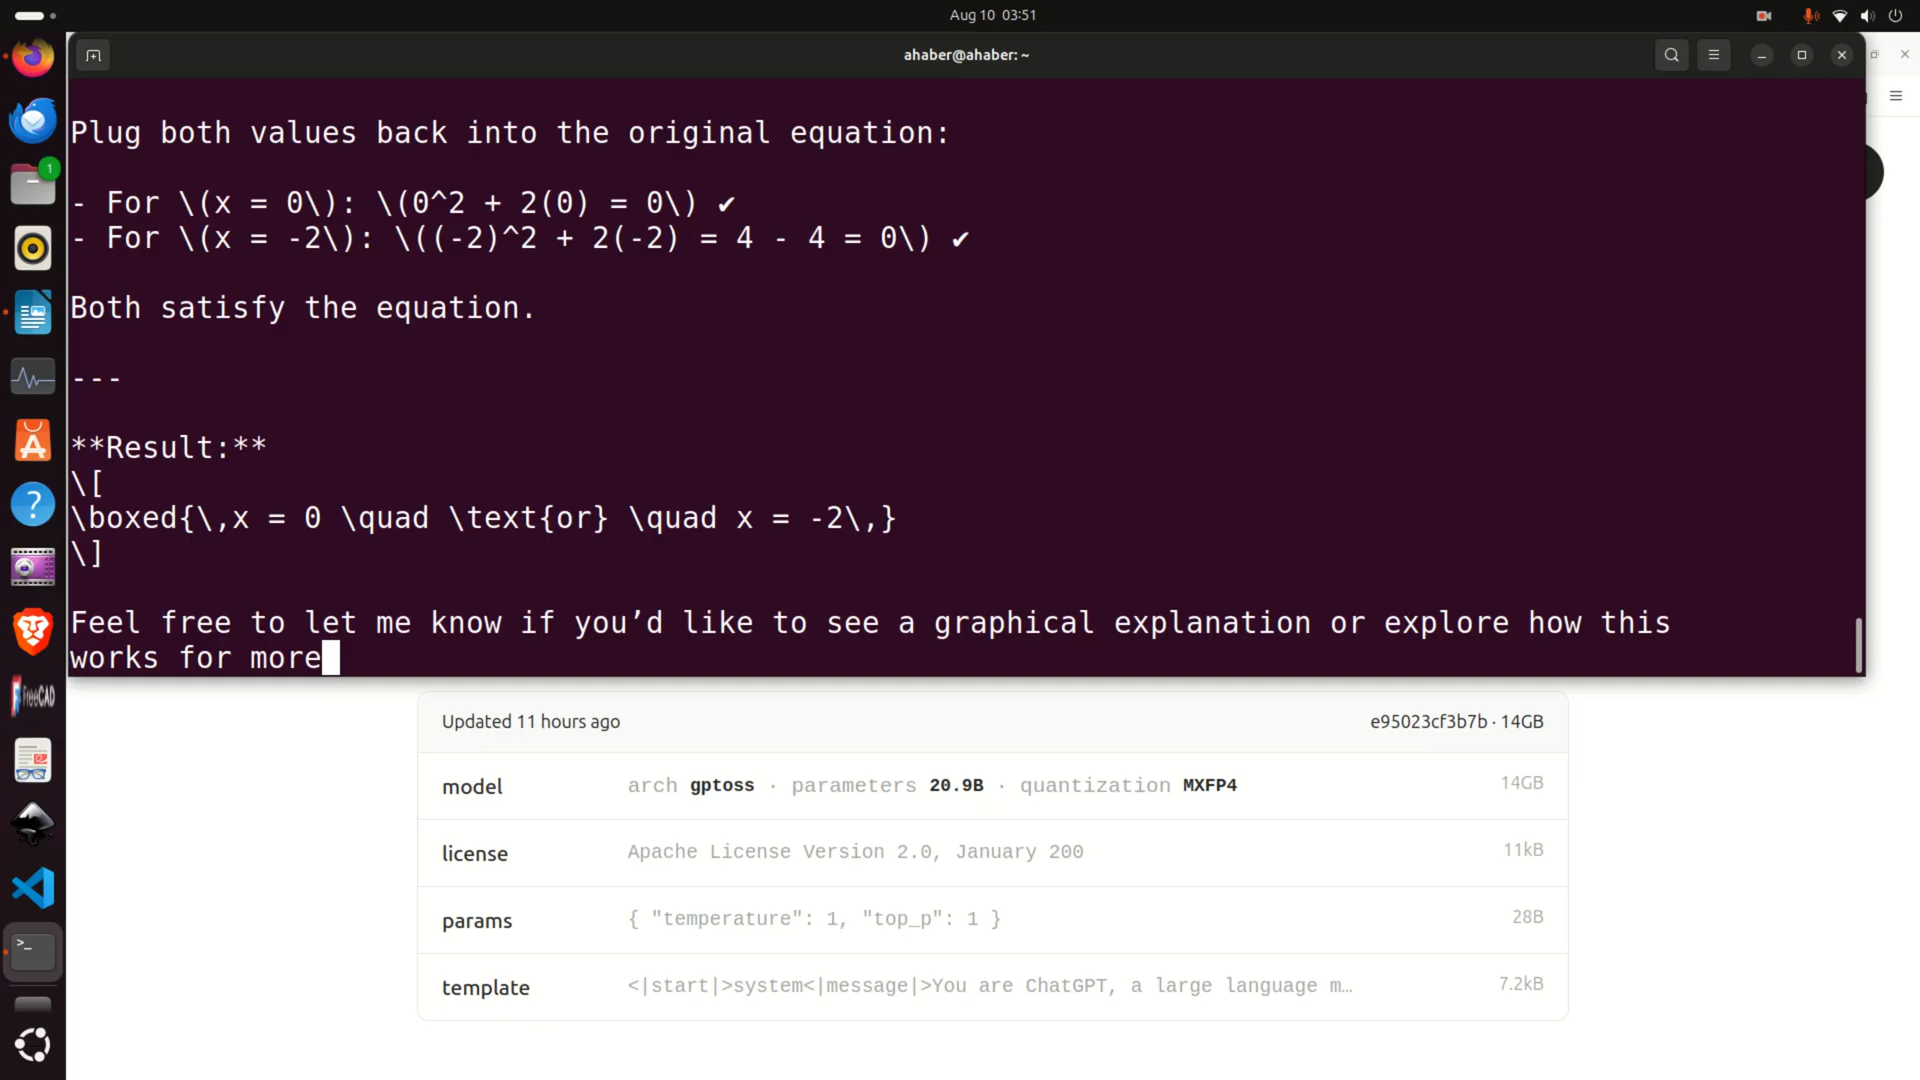 Aug 10 03:51
ahaber@ahaber: ~
Plug both values back into the original equation:
- For \(x = 0\): \(0^2 + 2(0) = 0\) ✔
- For \(x = -2\): \((-2)^2 + 2(-2) = 4 - 4 = 0\) ✔
Both satisfy the equation.
---
**Result:**
\[
\boxed{\,x = 0 \quad \text{or} \quad x = -2\,}
\]
Feel free to let me know if you’d like to see a graphical explanation or explore how this
works for more
1
FreeCAD
Updated 11 hours ago e95023cf3b7b · 14GB
model arch gptoss · parameters 20.9B · quantization MXFP4 14GB
license Apache License Version 2.0, January 200 11kB
params { "temperature": 1, "top_p": 1 } 28B
template <|start|>system<|message|>You are ChatGPT, a large language m… 7.2kB